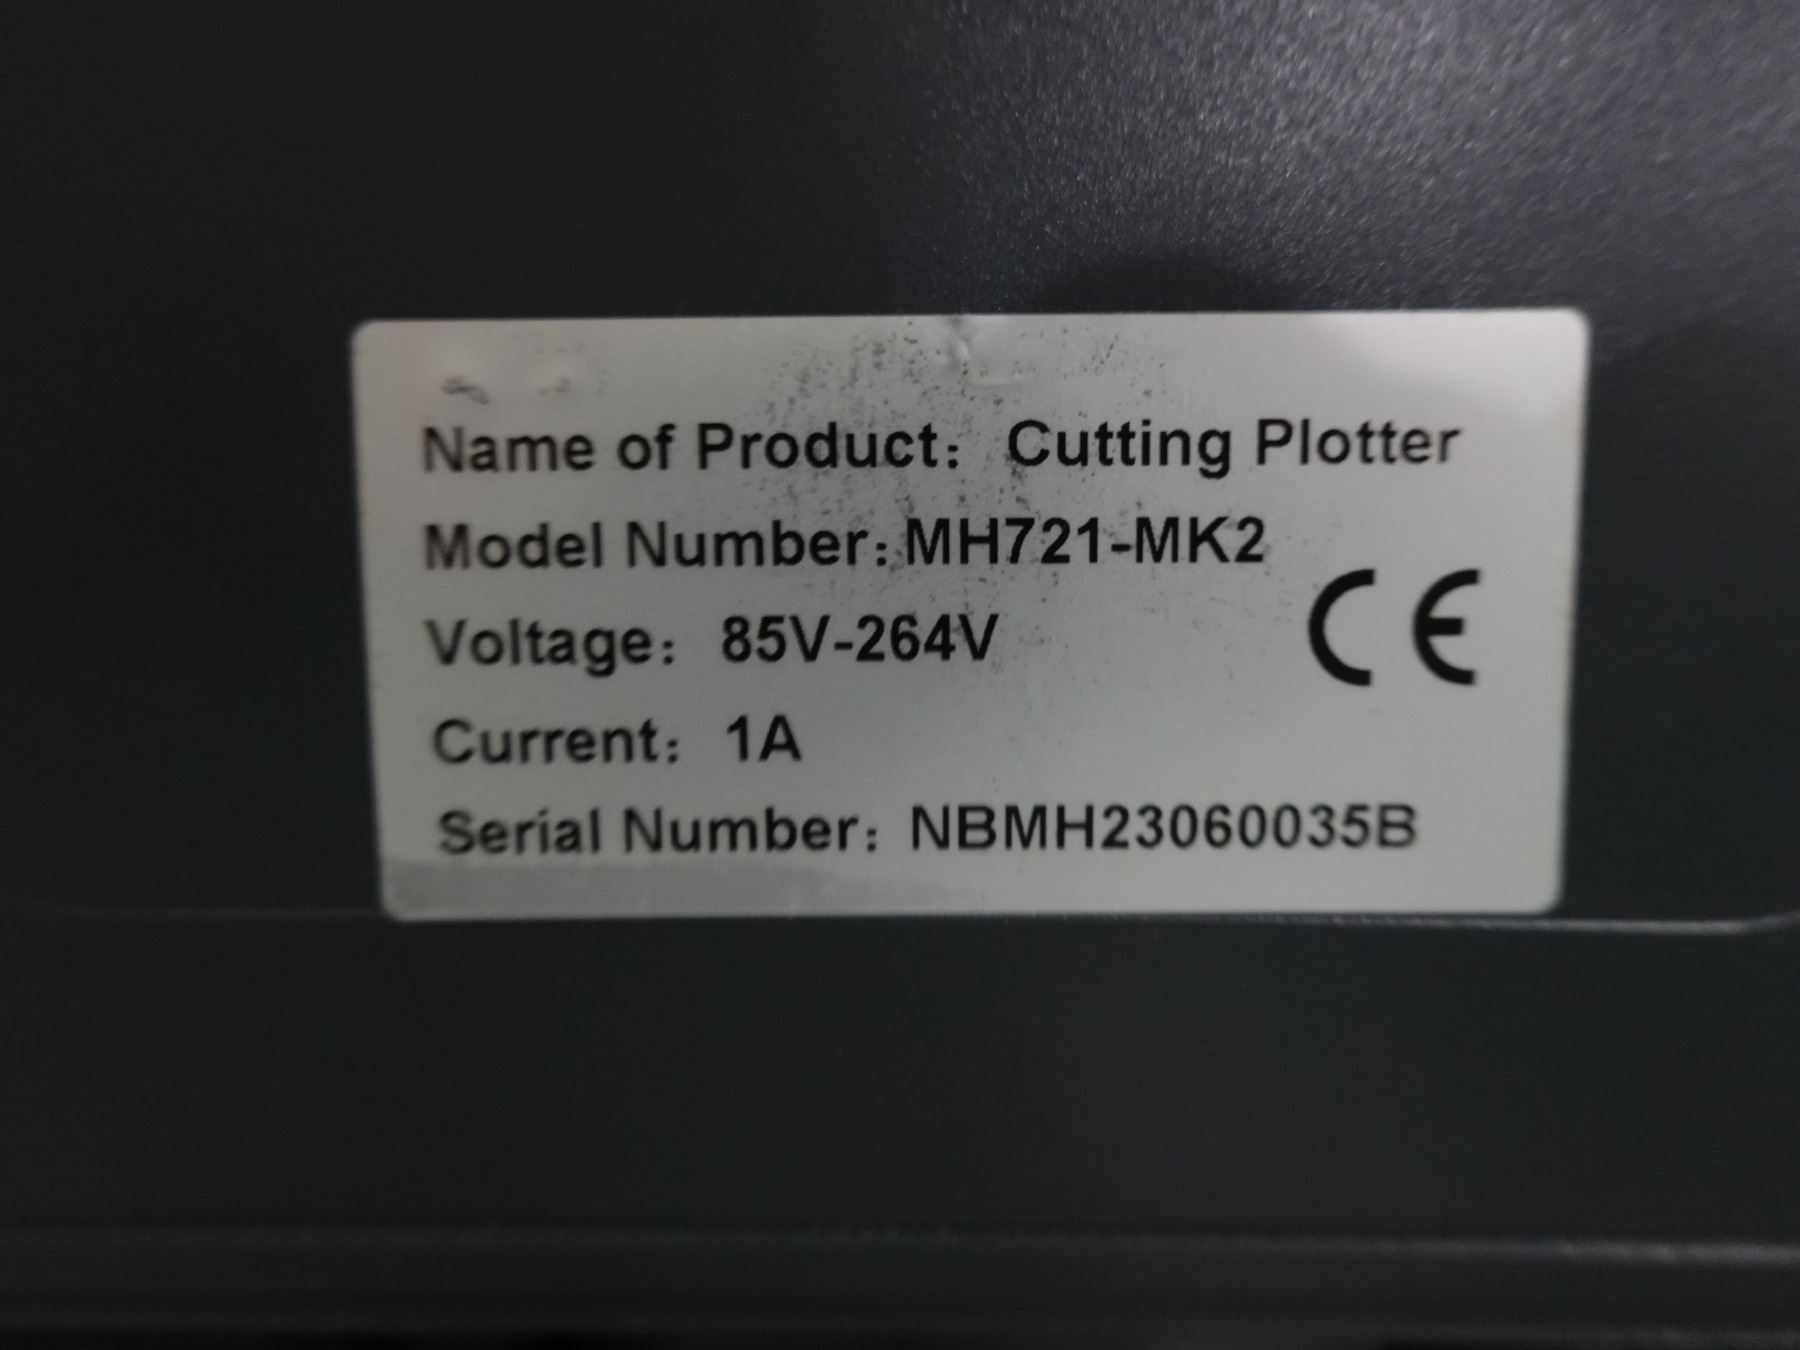 Name of Product: Cutting Plotter
Model Number: MH721-MK2
Voltage: 85V-264V
CE
Current: 1A
Serial Number: NBMH23060035B